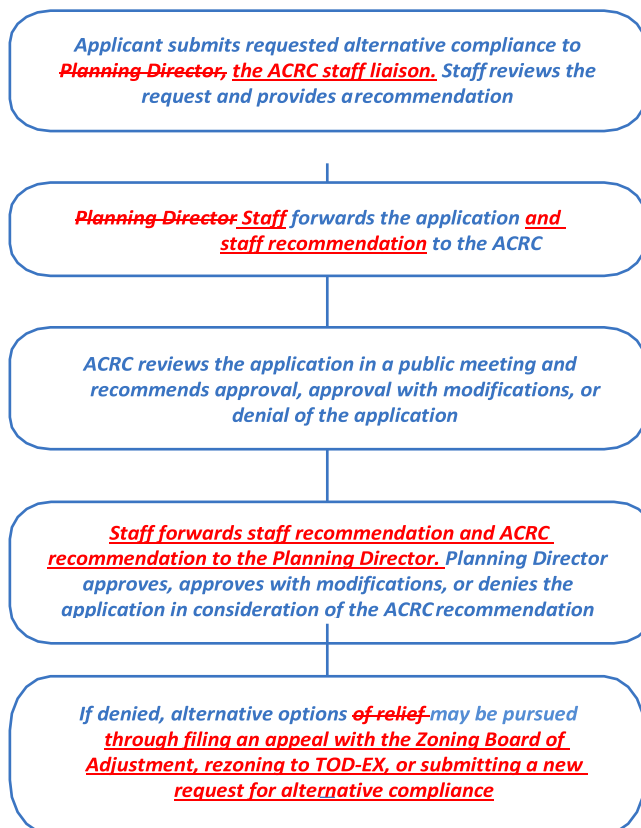 Applicant submits requested alternative compliance to
Planning Director, the ACRC staff liaison. Staff reviews the
request and provides a recommendation
Planning Director Staff forwards the application and
staff recommendation to the ACRC
ACRC reviews the application in a public meeting and
recommends approval, approval with modifications, or
denial of the application
Staff forwards staff recommendation and ACRC
recommendation to the Planning Director. Planning Director
approves, approves with modifications, or denies the
application in consideration of the ACRC recommendation
If denied, alternative options of relief may be pursued
through filing an appeal with the Zoning Board of
Adjustment, rezoning to TOD-EX, or submitting a new
request for alternative compliance